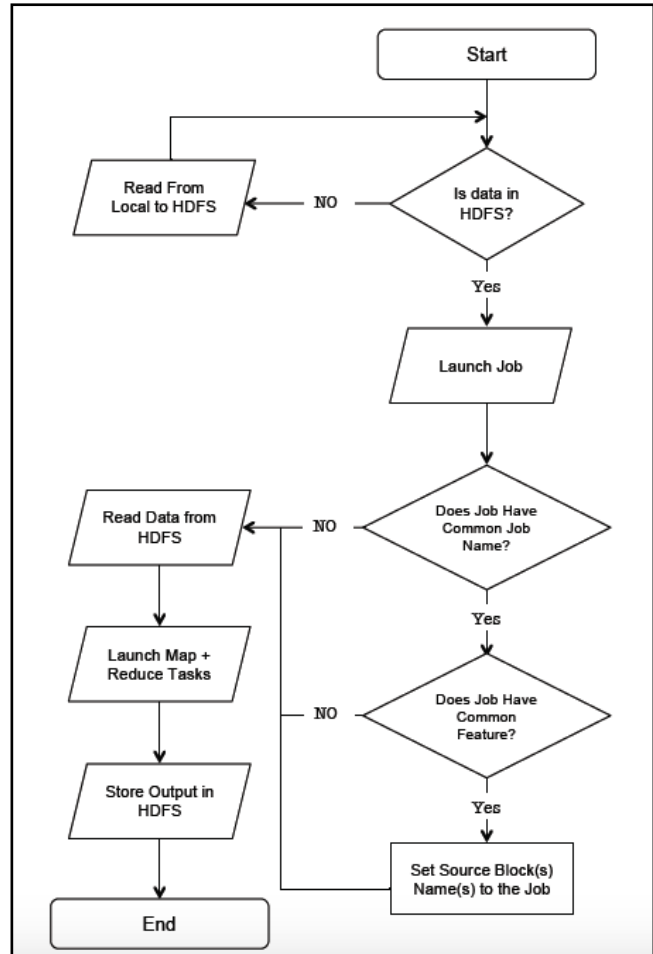 Start
Is data in
HDFS?
NO
Read From
Local to HDFS
Yes
Launch Job
Does Job Have
Common Job
Name?
NO
Read Data from
HDFS
Yes
Launch Map +
Reduce Tasks
Does Job Have
Common
Feature?
NO
Store Output in
HDFS
Yes
Set Source Block(s)
Name(s) to the Job
End